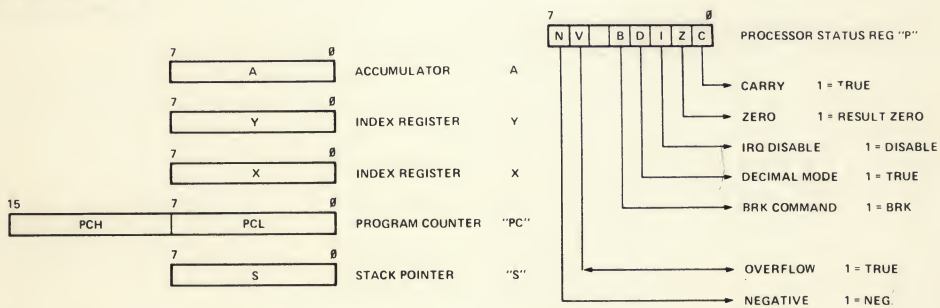 7 Ø
A ACCUMULATOR A
7 Ø
Y INDEX REGISTER Y
7 Ø
X INDEX REGISTER X
15 7 Ø
PCH PCL PROGRAM COUNTER "PC"
7 Ø
S STACK POINTER "S"
7 Ø
N V B D I Z C PROCESSOR STATUS REG "P"
CARRY 1 = TRUE
ZERO 1 = RESULT ZERO
IRQ DISABLE 1 = DISABLE
DECIMAL MODE 1 = TRUE
BRK COMMAND 1 = BRK
OVERFLOW 1 = TRUE
NEGATIVE 1 = NEG.